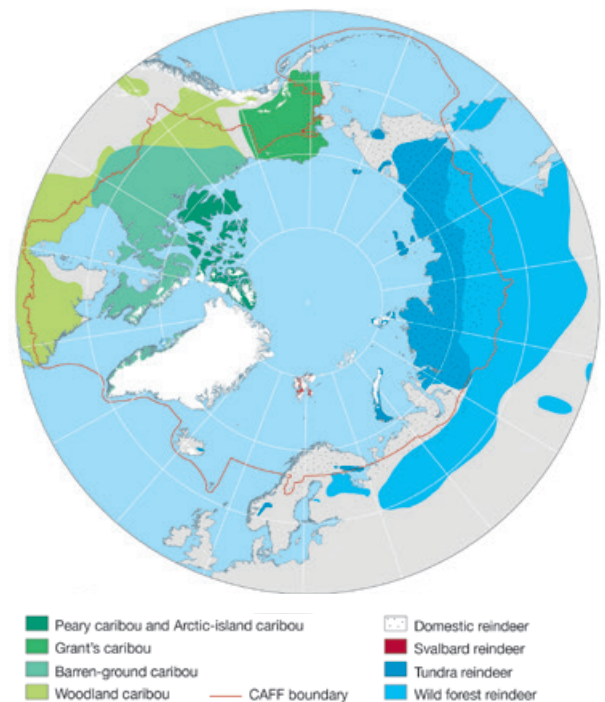 Peary caribou and Arctic-island caribou
Grant's caribou
Barren-ground caribou
Woodland caribou
CAFF boundary
Domestic reindeer
Svalbard reindeer
Tundra reindeer
Wild forest reindeer